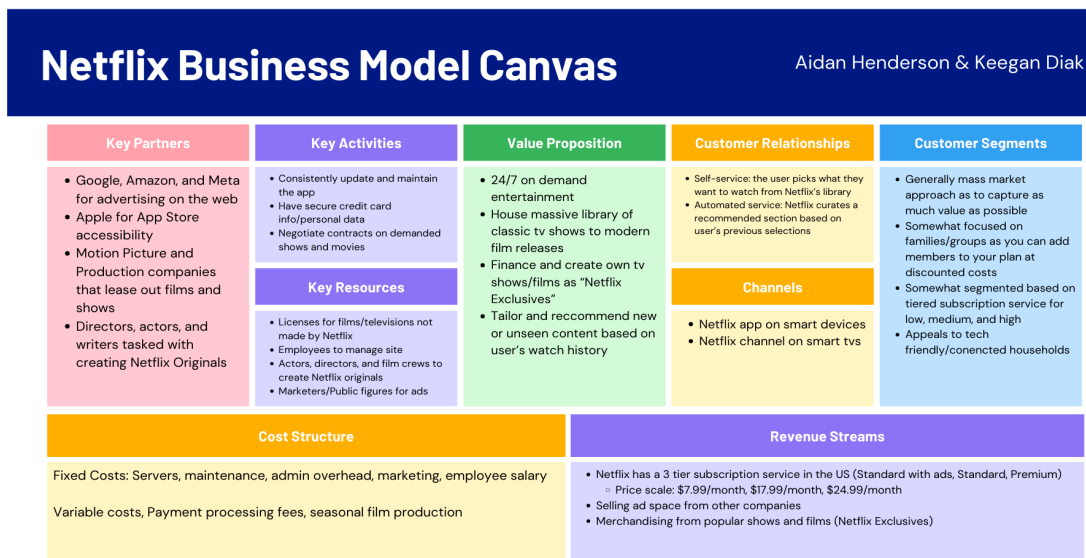 Netflix Business Model Canvas
Aidan Henderson & Keegan Diak
Key Partners
• Google, Amazon, and Meta
for advertising on the web
• Apple for App Store
accessibility
• Motion Picture and
Production companies
that lease out films and
shows
• Directors, actors, and
writers tasked with
creating Netflix Originals
Key Activities
• Consistently update and maintain
the app
• Have secure credit card
info/personal data
• Negotiate contracts on demanded
shows and movies
Key Resources
• Licenses for films/televisions not
made by Netflix
• Employees to manage site
• Actors, directors, and film crews to
create Netflix originals
• Marketers/Public figures for ads
Value Proposition
• 24/7 on demand
entertainment
• House massive library of
classic tv shows to modern
film releases
• Finance and create own tv
shows/films as “Netflix
Exclusives”
• Tailor and reccommend new
or unseen content based on
user’s watch history
Customer Relationships
• Self-service: the user picks what they
want to watch from Netflix’s library
• Automated service: Netflix curates a
recommended section based on
user’s previous selections
Channels
• Netflix app on smart devices
• Netflix channel on smart tvs
Customer Segments
• Generally mass market
approach as to capture as
much value as possible
• Somewhat focused on
families/groups as you can add
members to your plan at
discounted costs
• Somewhat segmented based on
tiered subscription service for
low, medium, and high
• Appeals to tech
friendly/conencted households
Cost Structure
Fixed Costs: Servers, maintenance, admin overhead, marketing, employee salary
Variable costs, Payment processing fees, seasonal film production
Revenue Streams
• Netflix has a 3 tier subscription service in the US (Standard with ads, Standard, Premium)
◦ Price scale: $7.99/month, $17.99/month, $24.99/month
• Selling ad space from other companies
• Merchandising from popular shows and films (Netflix Exclusives)